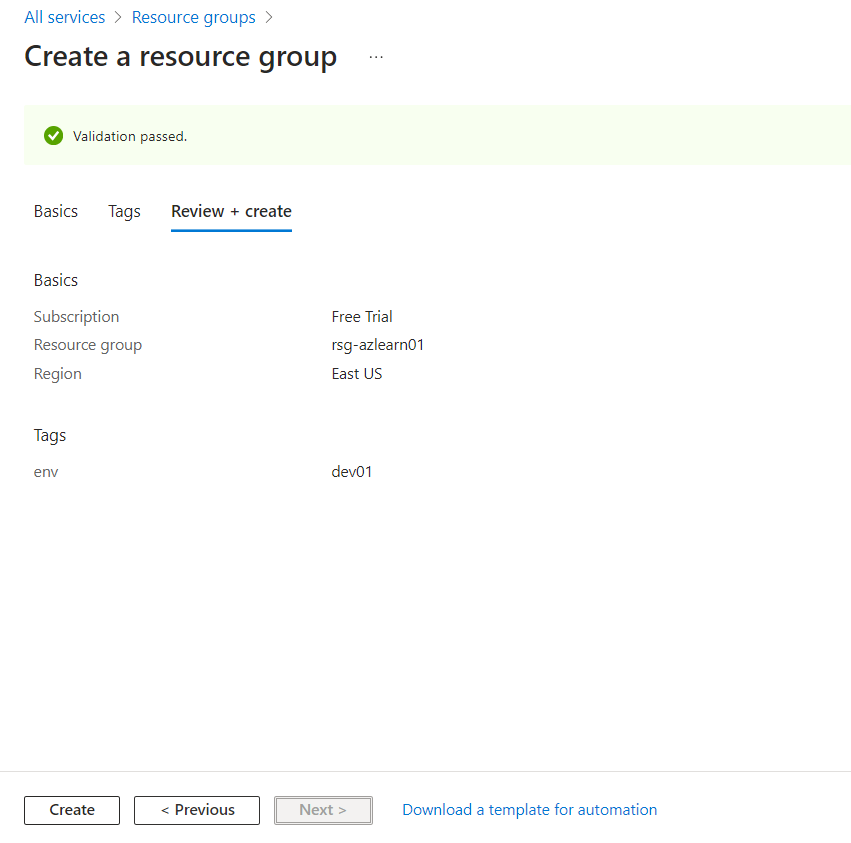 All services > Resource groups >
Create a resource group ...
Validation passed.
Basics Tags Review + create
Basics
Subscription Free Trial
Resource group rsg-azlearn01
Region East US
Tags
env dev01
Create < Previous Next > Download a template for automation